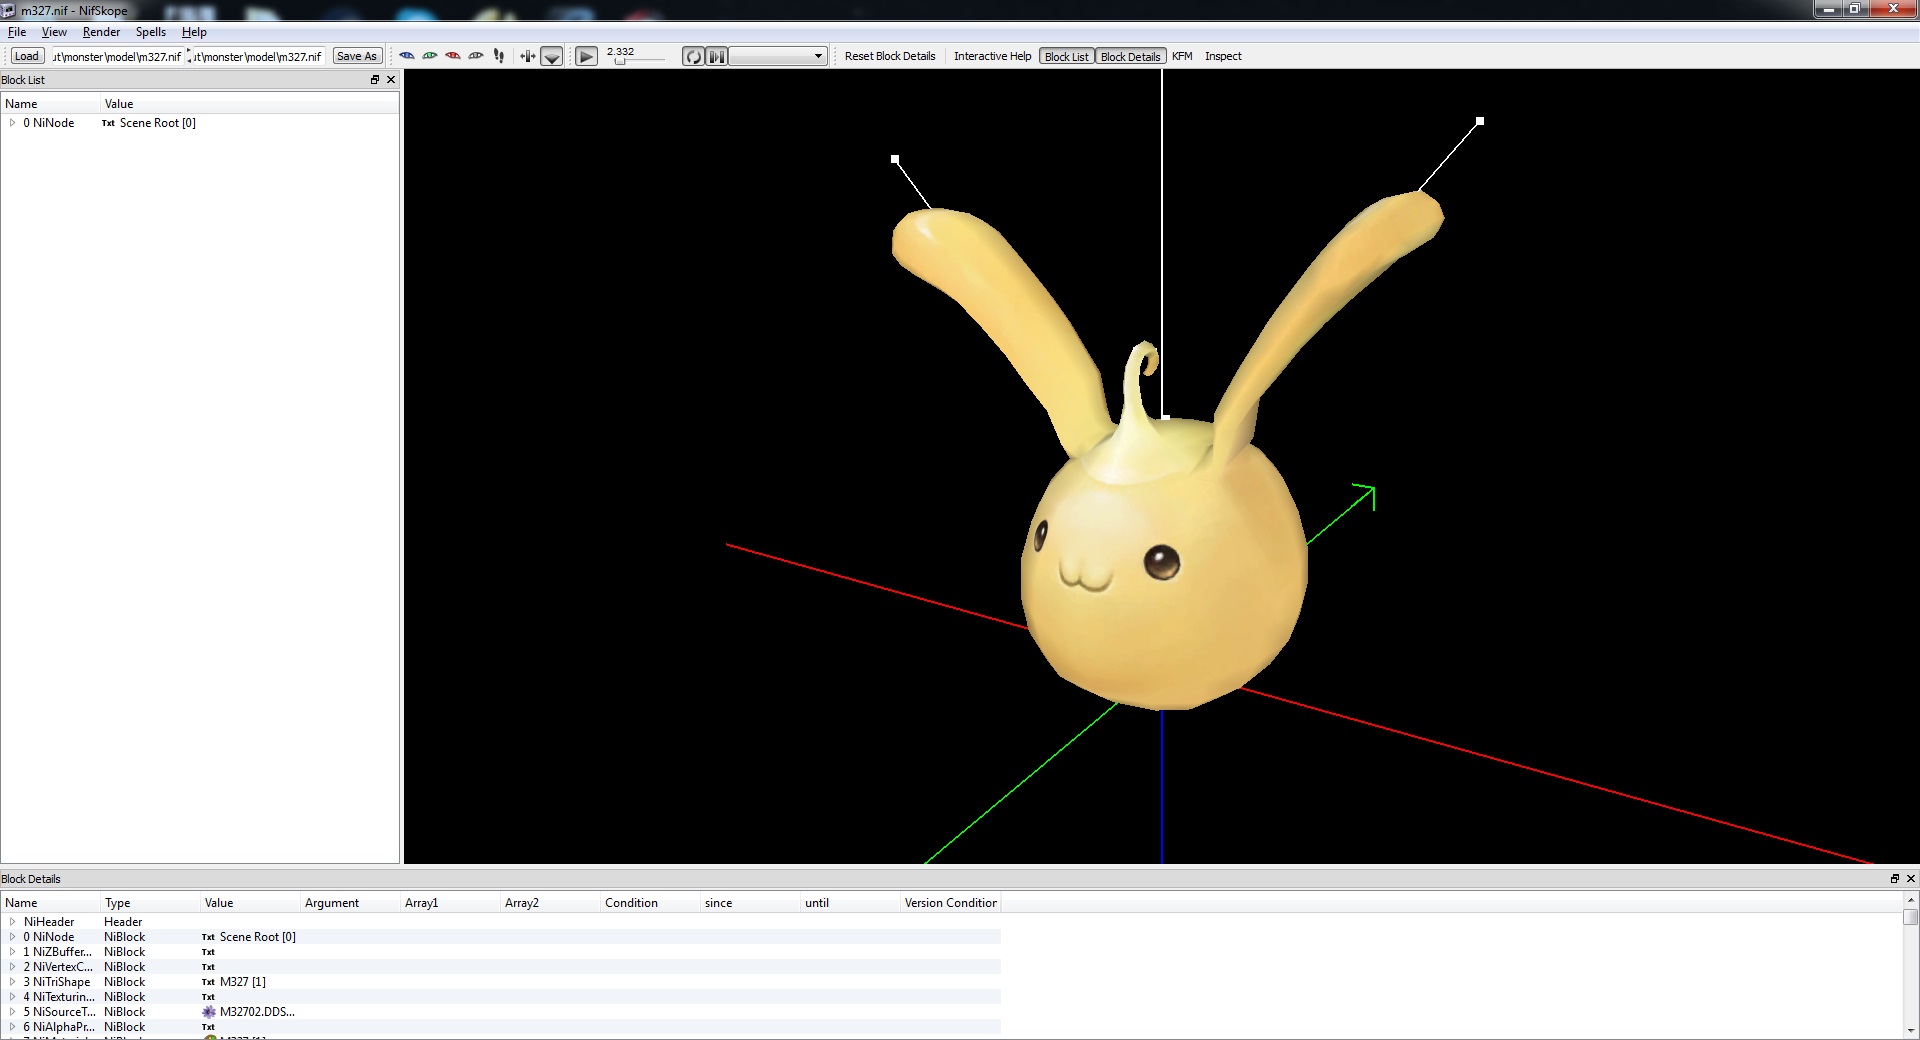 m327.nif - NifSkope
File View Render Spells Help
Load ut\monster\model\m327.nif ut\monster\model\m327.nif Save As 2.332 Reset Block Details Interactive Help Block List Block Details KFM Inspect
Block List
Name Value
0 NiNode Txt Scene Root [0]
Block Details
Name Type Value Argument Array1 Array2 Condition since until Version Condition
NiHeader Header
0 NiNode NiBlock Txt Scene Root [0]
1 NiZBuffer... NiBlock Txt
2 NiVertexC... NiBlock Txt
3 NiTriShape NiBlock Txt M327 [1]
4 NiTexturin... NiBlock Txt
5 NiSourceT... NiBlock M32702.DDS...
6 NiAlphaPr... NiBlock Txt